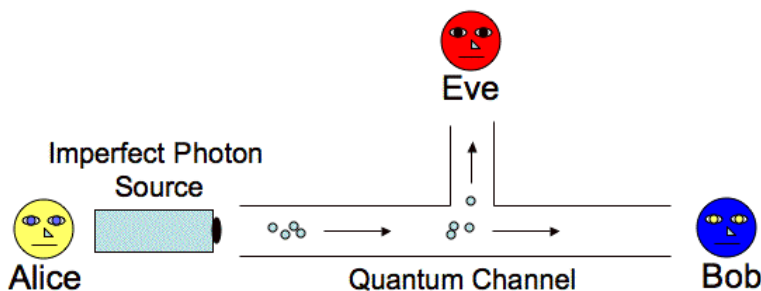 Eve
Imperfect Photon
Source
Alice
Quantum Channel
Bob